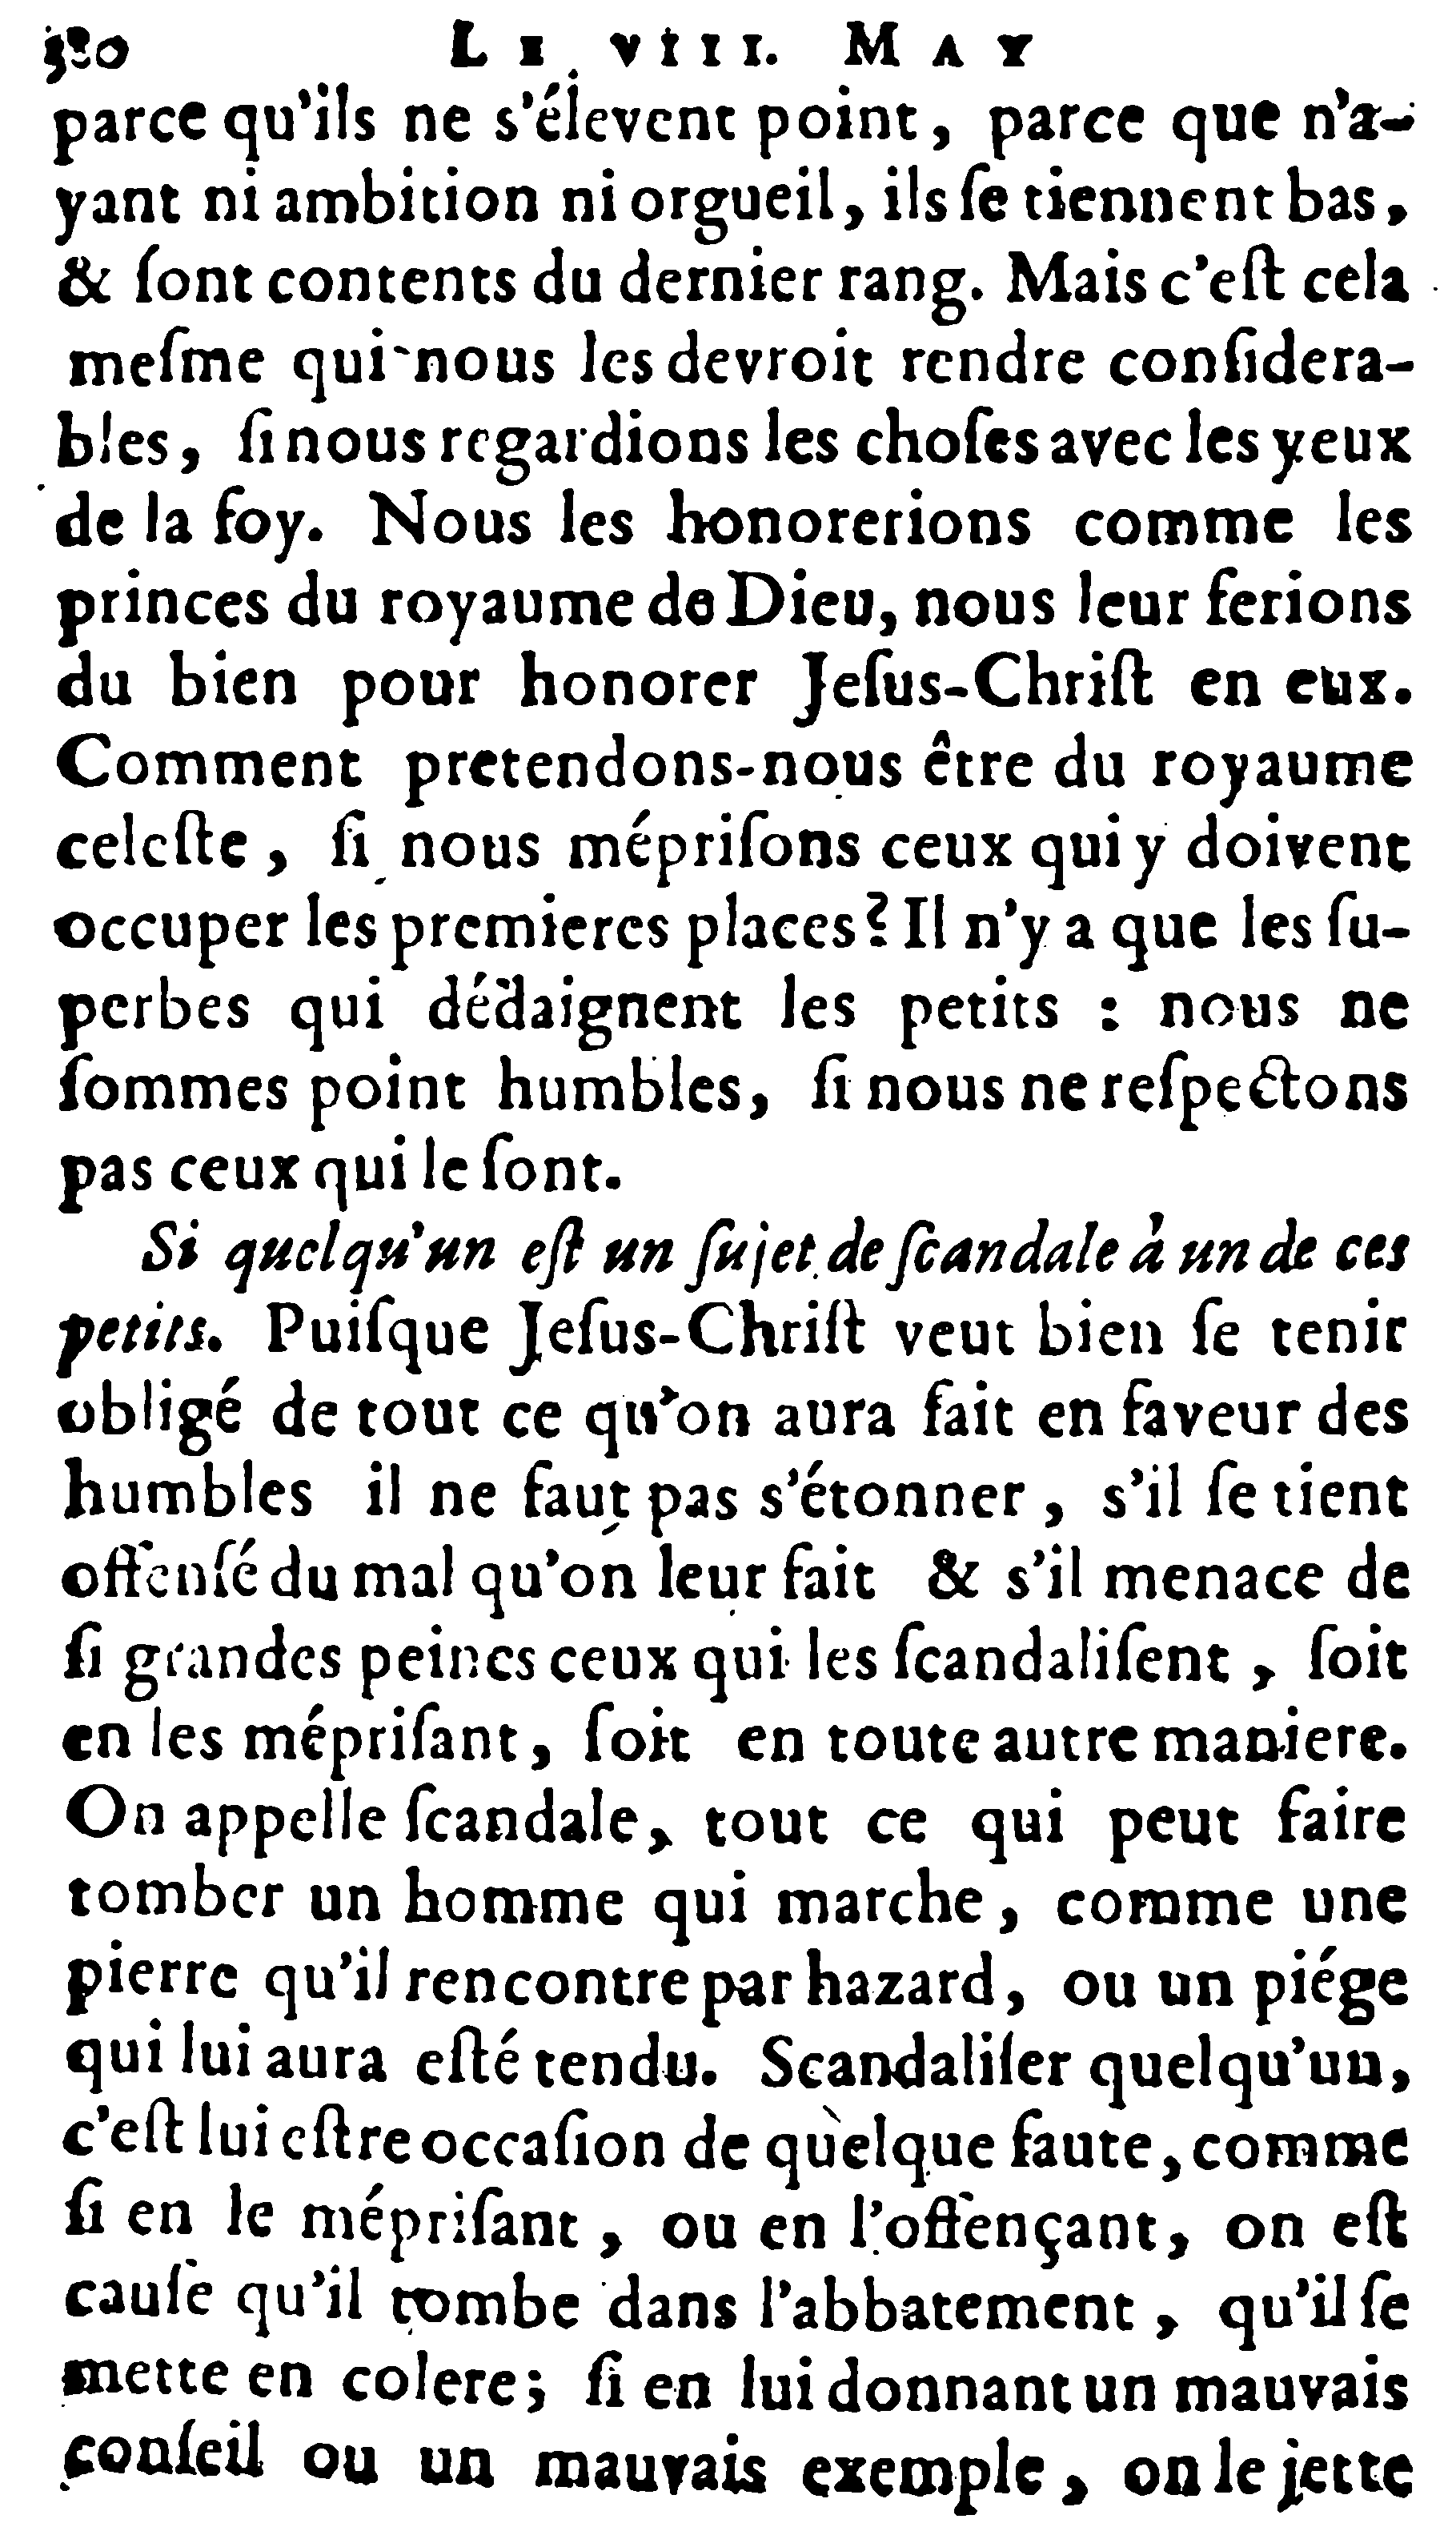 380 LE VIII. MAY
parce qu'ils ne s'élevent point, parce que n'a-
yant ni ambition ni orgueil, ils ſe tiennent bas,
& ſont contents du dernier rang. Mais c'eſt cela
meſme qui nous les devroit rendre conſidera-
bles, ſi nous regardions les choſes avec les yeux
de la foy. Nous les honorerions comme les
princes du royaume de Dieu, nous leur ferions
du bien pour honorer Jeſus-Chriſt en eux.
Comment pretendons-nous être du royaume
celeſte, ſi nous mépriſons ceux qui y doivent
occuper les premieres places? Il n'y a que les ſu-
perbes qui dédaignent les petits : nous ne
ſommes point humbles, ſi nous ne reſpectons
pas ceux qui le ſont.
Si quelqu'un eſt un ſujet de ſcandale à un de ces
petits. Puiſque Jeſus-Chriſt veut bien ſe tenir
obligé de tout ce qu'on aura fait en faveur des
humbles il ne faut pas s'étonner, s'il ſe tient
offenſé du mal qu'on leur fait & s'il menace de
ſi grandes peines ceux qui les ſcandaliſent, ſoit
en les mépriſant, ſoit en toute autre maniere.
On appelle ſcandale, tout ce qui peut faire
tomber un homme qui marche, comme une
pierre qu'il rencontre par hazard, ou un piége
qui lui aura eſté tendu. Scandaliſer quelqu'un,
c'eſt lui eſtre occaſion de quelque faute, comme
ſi en le mépriſant, ou en l'offençant, on eſt
cauſe qu'il tombe dans l'abbatement, qu'il ſe
mette en colere; ſi en lui donnant un mauvais
conſeil ou un mauvais exemple, on le jette